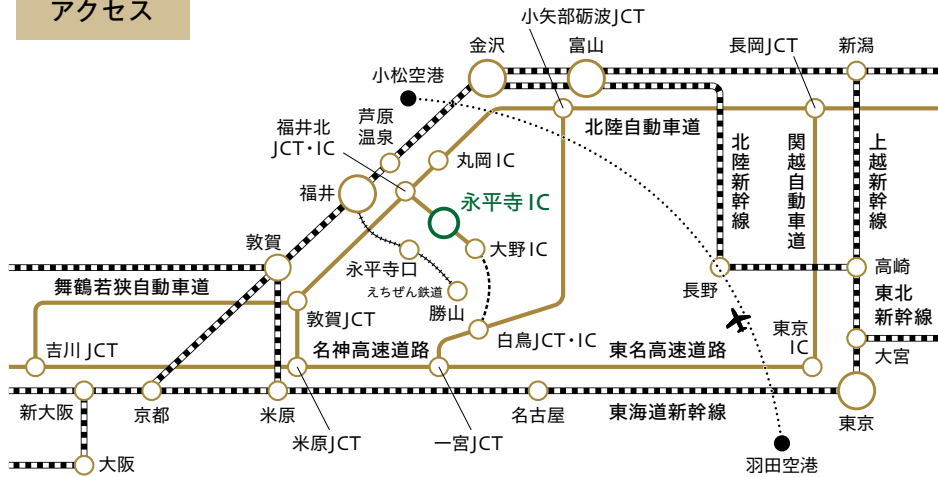 アクセス
小矢部砺波JCT
金沢
富山
長岡JCT
新潟
小松空港
芦原
温泉
福井北
JCT・IC
丸岡IC
北陸自動車道
北陸新幹線
関越自動車道
上越新幹線
福井
永平寺IC
敦賀
永平寺口
大野IC
えちぜん鉄道
勝山
長野
高崎
舞鶴若狭自動車道
東北
新幹線
敦賀JCT
白鳥JCT・IC
東京
IC
吉川JCT
名神高速道路
東名高速道路
大宮
新大阪
京都
米原
名古屋
東海道新幹線
東京
米原JCT
一宮JCT
大阪
羽田空港